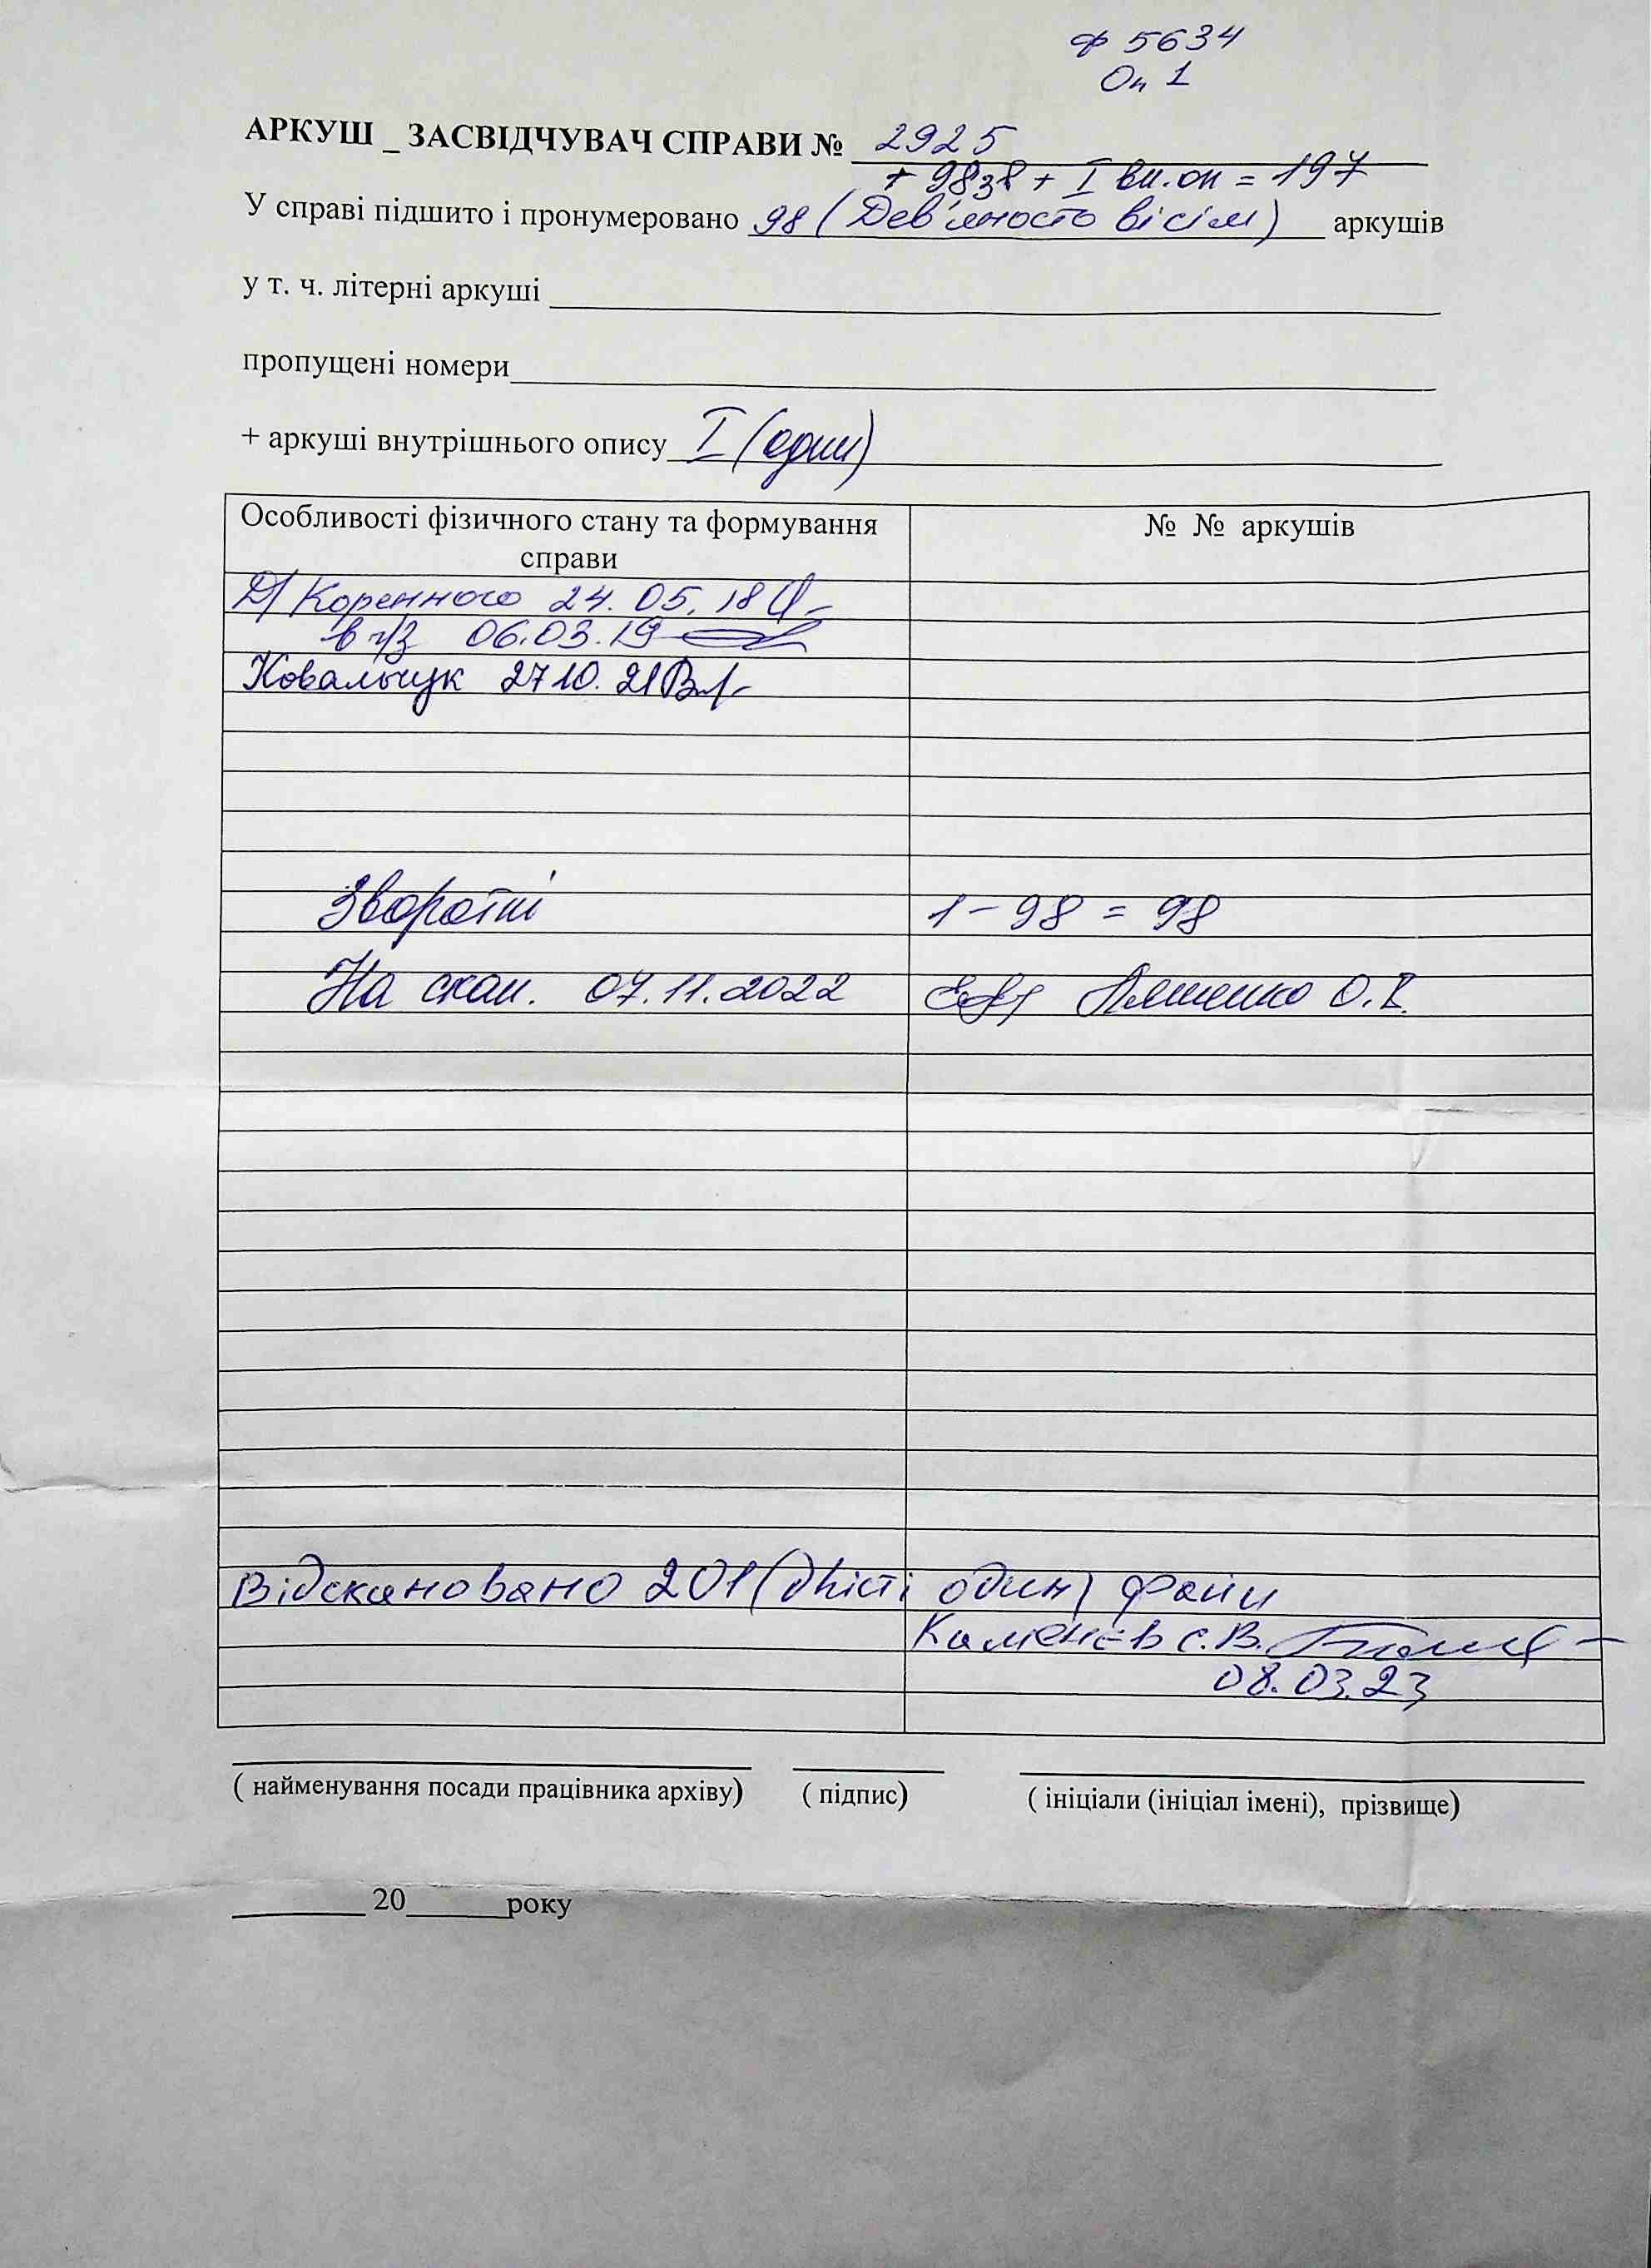 ф 5634
Оп 1
АРКУШ _ ЗАСВІДЧУВАЧ СПРАВИ № 2925
+ 98зв + I вн.оп = 197
У справі підшито і пронумеровано 98 (Дев'яносто вісім) аркушів
у т. ч. літерні аркуші
пропущені номери
+ аркуші внутрішнього опису I (один)
Особливості фізичного стану та формування справи
№ № аркушів
Д/ Коренного 24.05.18
в ч/з 06.03.19
Ковальчук 27 10. 21
Зворотні 1 – 98 = 98
На скан. 07.11.2022 Ляшенко О.В.
Відскановано 201 (двісті один) файл
Каменєв С.В.
08.03.23
( найменування посади працівника архіву) ( підпис) ( ініціали (ініціал імені), прізвище)
20 року